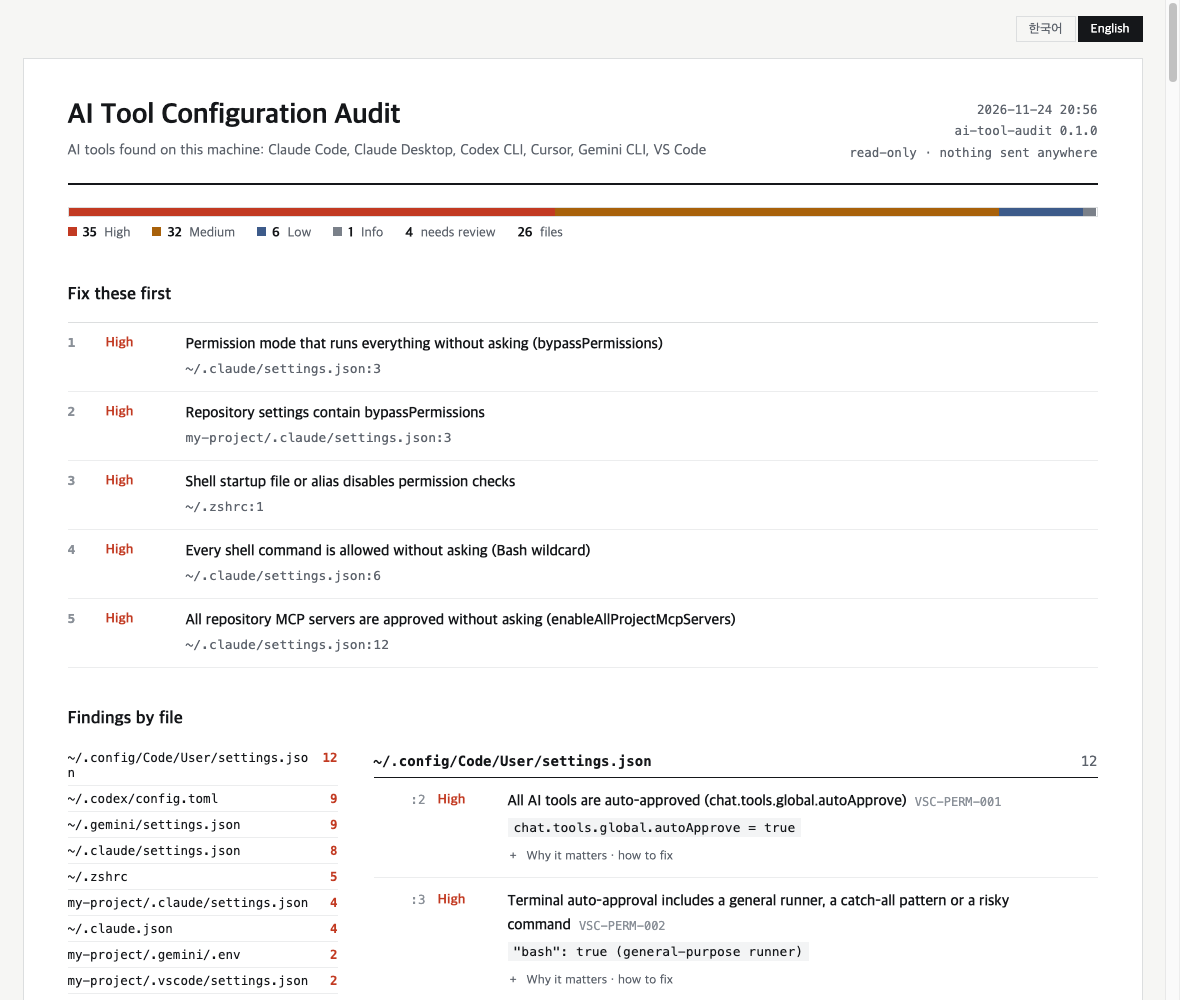 한국어 English
AI Tool Configuration Audit
2026-11-24 20:56
AI tools found on this machine: Claude Code, Claude Desktop, Codex CLI, Cursor, Gemini CLI, VS Code
ai-tool-audit 0.1.0
read-only · nothing sent anywhere
35 High 32 Medium 6 Low 1 Info 4 needs review 26 files
Fix these first
1 High Permission mode that runs everything without asking (bypassPermissions)
~/.claude/settings.json:3
2 High Repository settings contain bypassPermissions
my-project/.claude/settings.json:3
3 High Shell startup file or alias disables permission checks
~/.zshrc:1
4 High Every shell command is allowed without asking (Bash wildcard)
~/.claude/settings.json:6
5 High All repository MCP servers are approved without asking (enableAllProjectMcpServers)
~/.claude/settings.json:12
Findings by file
~/.config/Code/User/settings.jso 12
n
~/.codex/config.toml 9
~/.gemini/settings.json 9
~/.claude/settings.json 8
~/.zshrc 5
my-project/.claude/settings.json 4
~/.claude.json 4
my-project/.gemini/.env 2
my-project/.vscode/settings.json 2
~/.config/Code/User/settings.json 12
:2 High All AI tools are auto-approved (chat.tools.global.autoApprove) VSC-PERM-001
chat.tools.global.autoApprove = true
+ Why it matters · how to fix
:3 High Terminal auto-approval includes a general runner, a catch-all pattern or a risky
command VSC-PERM-002
"bash": true (general-purpose runner)
+ Why it matters · how to fix